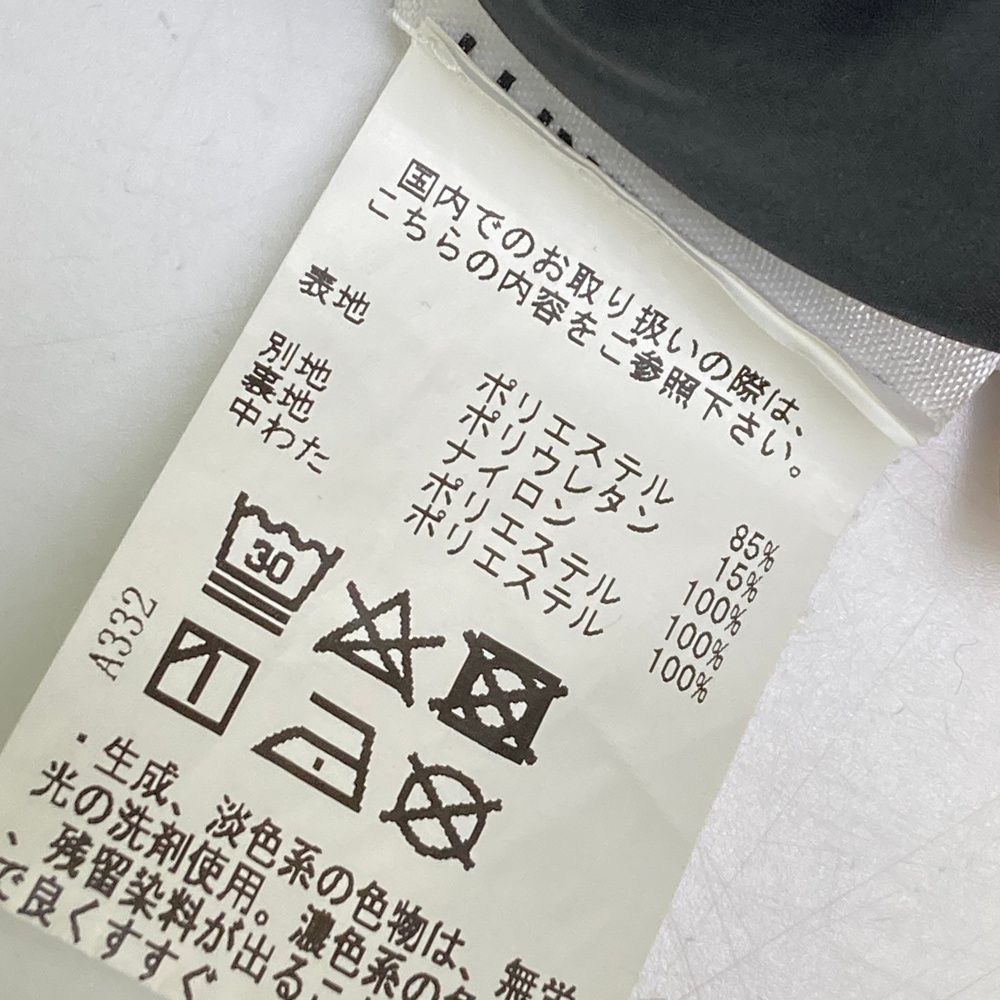 国内でのお取り扱いの際は、
こちらの内容をご参照下さい。
表地 ポリエステル 85%
ポリウレタン 15%
別地 ナイロン 100%
裏地 ポリエステル 100%
中わた ポリエステル 100%
30
A332
・生成、淡色系の色物は、無蛍
光の洗剤使用。濃色系の
、残留染料が出る
で良くすすぐ